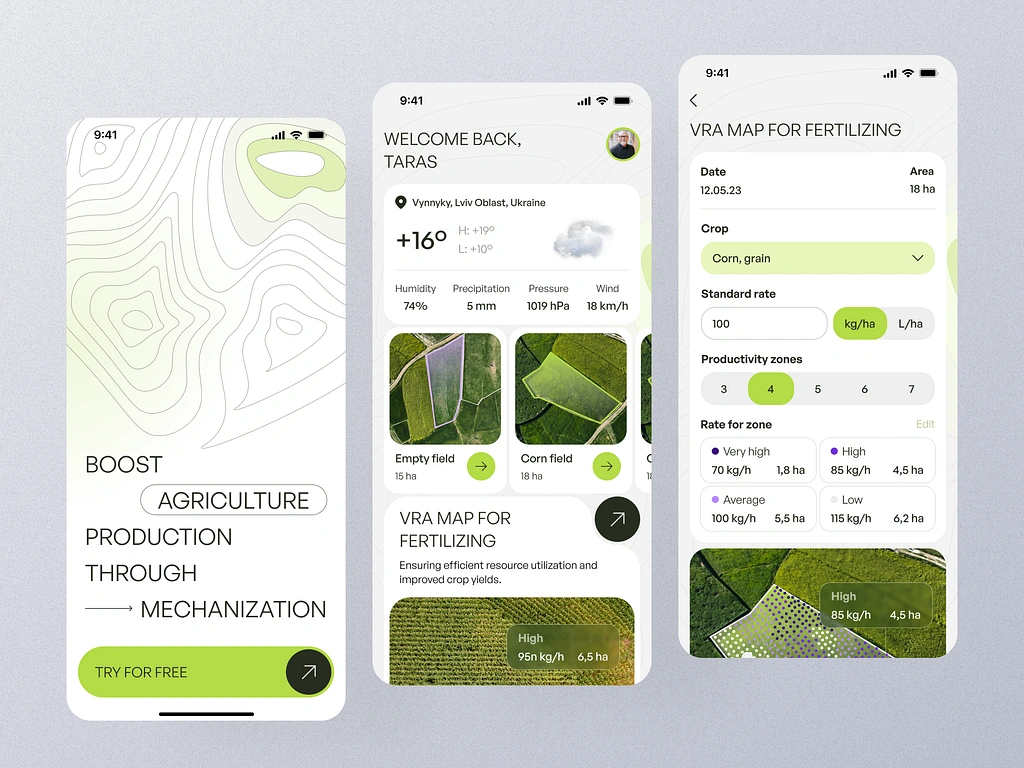 9:41
BOOST
AGRICULTURE
PRODUCTION
THROUGH
MECHANIZATION
TRY FOR FREE
9:41
WELCOME BACK,
TARAS
Vynnyky, Lviv Oblast, Ukraine
+16º
H: +19º
L: +10º
Humidity Precipitation Pressure Wind
74% 5 mm 1019 hPa 18 km/h
Empty field
15 ha
Corn field
18 ha
VRA MAP FOR
FERTILIZING
Ensuring efficient resource utilization and
improved crop yields.
High
95n kg/h 6,5 ha
9:41
VRA MAP FOR FERTILIZING
Date Area
12.05.23 18 ha
Crop
Corn, grain
Standard rate
100 kg/ha L/ha
Productivity zones
3 4 5 6 7
Rate for zone Edit
Very high
70 kg/h 1,8 ha
High
85 kg/h 4,5 ha
Average
100 kg/h 5,5 ha
Low
115 kg/h 6,2 ha
High
85 kg/h 4,5 ha